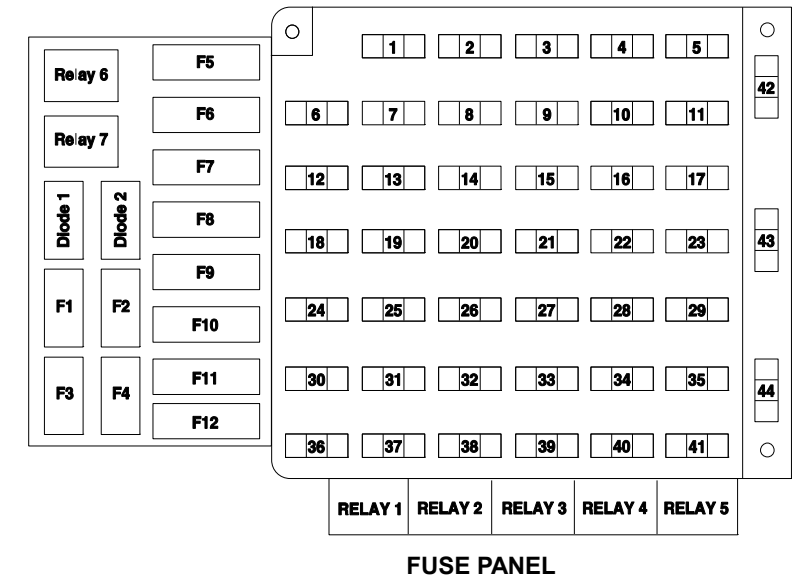 Relay 6
Relay 7
Diode 1
Diode 2
F1
F2
F3
F4
F5
F6
F7
F8
F9
F10
F11
F12
1 2 3 4 5
6 7 8 9 10 11
12 13 14 15 16 17
18 19 20 21 22 23
24 25 26 27 28 29
30 31 32 33 34 35
36 37 38 39 40 41
42
43
44
RELAY 1 RELAY 2 RELAY 3 RELAY 4 RELAY 5
FUSE PANEL